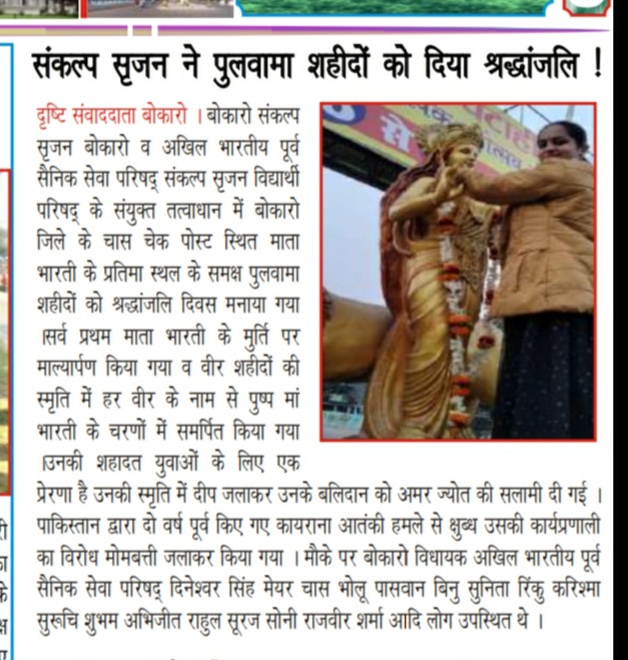 संकल्प सृजन ने पुलवामा शहीदों को दिया श्रद्धांजलि !
दृष्टि संवाददाता बोकारो । बोकारो संकल्प
सृजन बोकारो व अखिल भारतीय पूर्व
सैनिक सेवा परिषद् संकल्प सृजन विद्यार्थी
परिषद् के संयुक्त तत्वाधान में बोकारो
जिले के चास चेक पोस्ट स्थित माता
भारती के प्रतिमा स्थल के समक्ष पुलवामा
शहीदों को श्रद्धांजलि दिवस मनाया गया
।सर्व प्रथम माता भारती के मुर्ति पर
माल्यार्पण किया गया व वीर शहीदों की
स्मृति में हर वीर के नाम से पुष्प मां
भारती के चरणों में समर्पित किया गया
।उनकी शहादत युवाओं के लिए एक
प्रेरणा है उनकी स्मृति में दीप जलाकर उनके बलिदान को अमर ज्योत की सलामी दी गई ।
पाकिस्तान द्वारा दो वर्ष पूर्व किए गए कायराना आतंकी हमले से क्षुब्ध उसकी कार्यप्रणाली
का विरोध मोमबत्ती जलाकर किया गया । मौके पर बोकारो विधायक अखिल भारतीय पूर्व
सैनिक सेवा परिषद् दिनेश्वर सिंह मेयर चास भोलू पासवान बिनु सुनिता रिंकु करिश्मा
सुरूचि शुभम अभिजीत राहुल सूरज सोनी राजवीर शर्मा आदि लोग उपस्थित थे ।